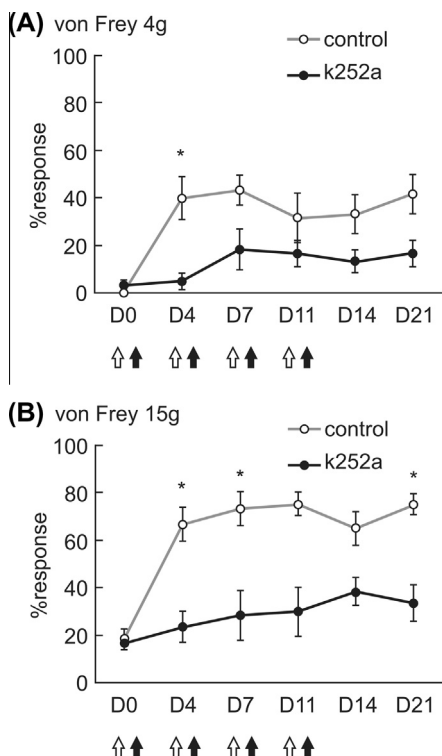 (A) von Frey 4g
control
k252a
100
80
60
40
20
0
%response
*
D0 D4 D7 D11 D14 D21
(B) von Frey 15g
control
k252a
100
80
60
40
20
0
%response
* * *
D0 D4 D7 D11 D14 D21